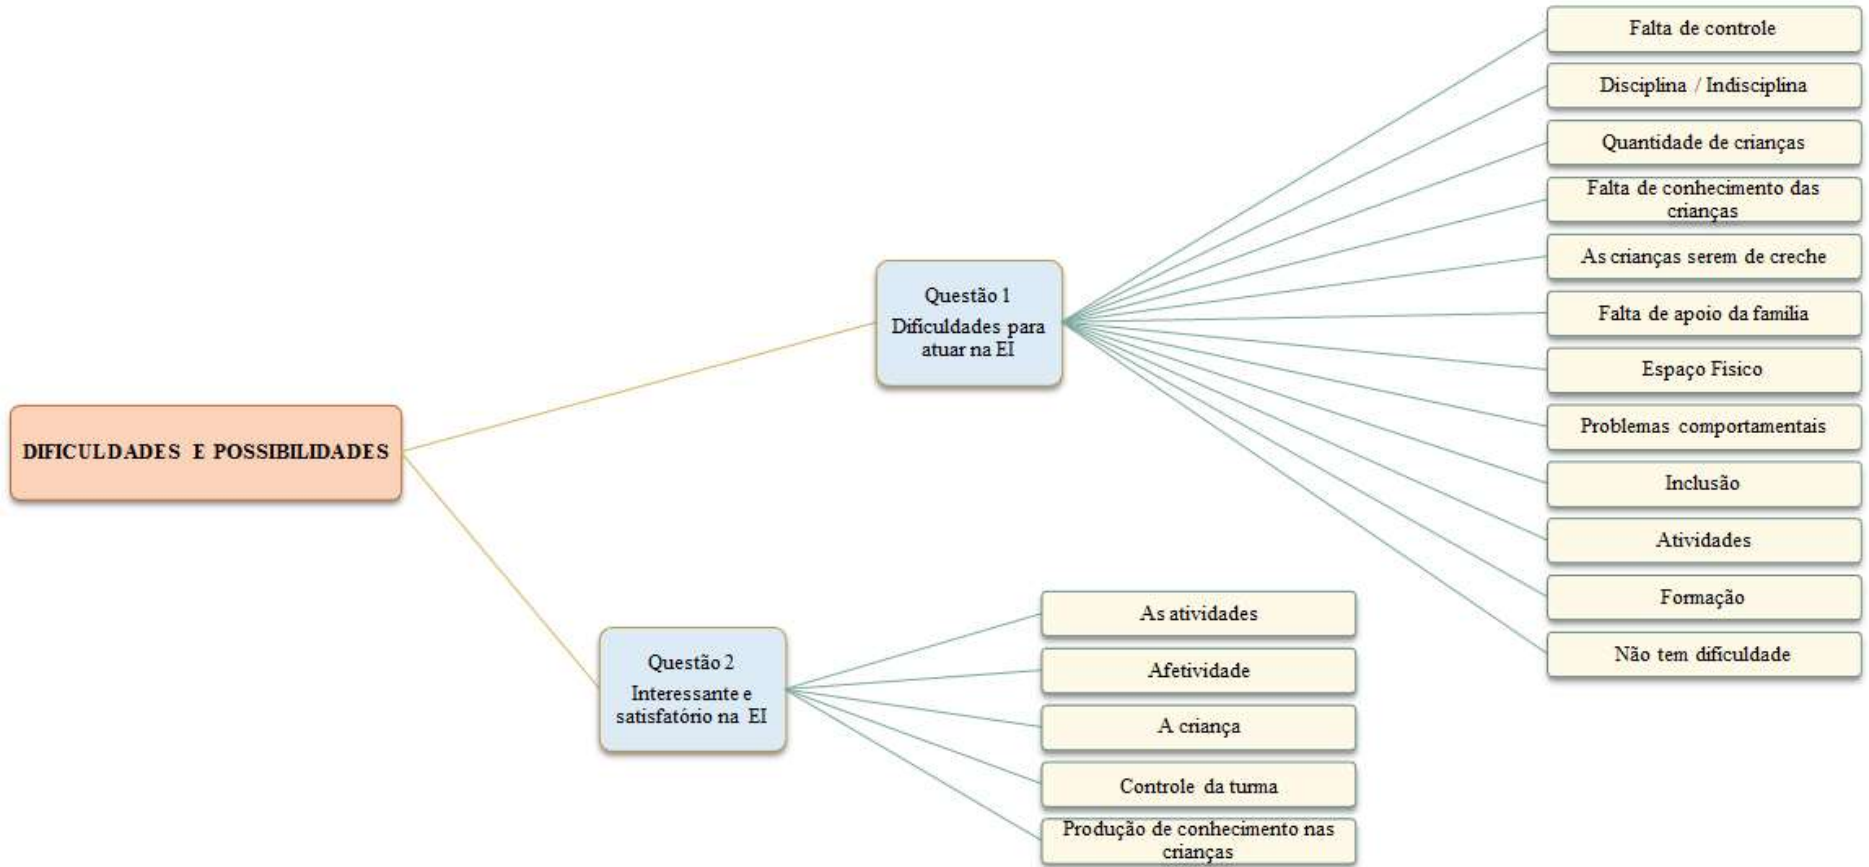 DIFICULDADES E POSSIBILIDADES
Questão 1
Dificuldades para
atuar na EI
Falta de controle
Disciplina / Indisciplina
Quantidade de crianças
Falta de conhecimento das
crianças
As crianças serem de creche
Falta de apoio da familia
Espaço Fisico
Problemas comportamentais
Inclusão
Atividades
Formação
Não tem dificuldade
Questão 2
Interessante e
satisfatório na EI
As atividades
Afetividade
A criança
Controle da turma
Produção de conhecimento nas
crianças